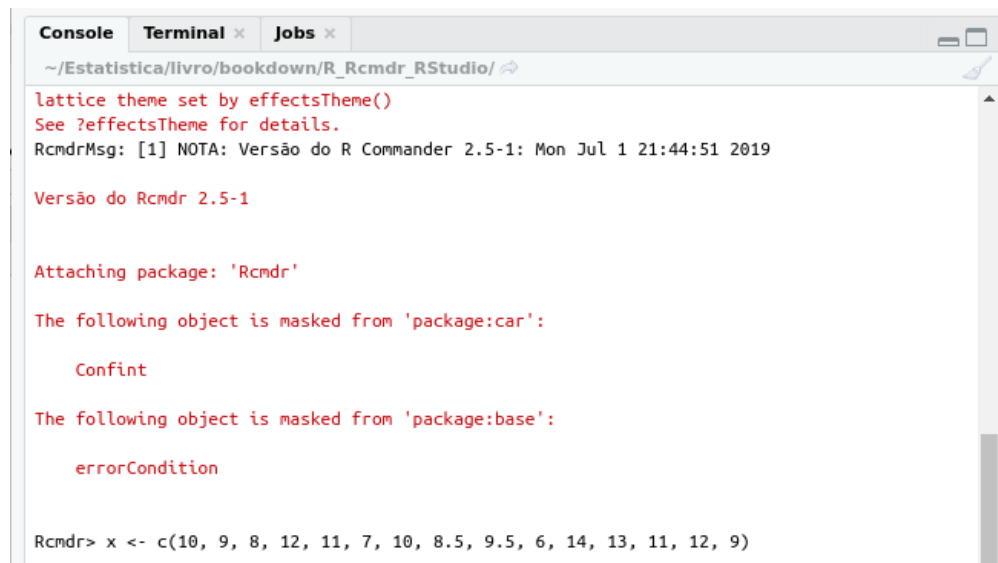 Console Terminal × Jobs ×
~/Estatistica/livro/bookdown/R_Rcmdr_RStudio/
lattice theme set by effectsTheme()
See ?effectsTheme for details.
RcmdrMsg: [1] NOTA: Versão do R Commander 2.5-1: Mon Jul 1 21:44:51 2019
Versão do Rcmdr 2.5-1
Attaching package: 'Rcmdr'
The following object is masked from 'package:car':
Confint
The following object is masked from 'package:base':
errorCondition
Rcmdr> x <- c(10, 9, 8, 12, 11, 7, 10, 8.5, 9.5, 6, 14, 13, 11, 12, 9)